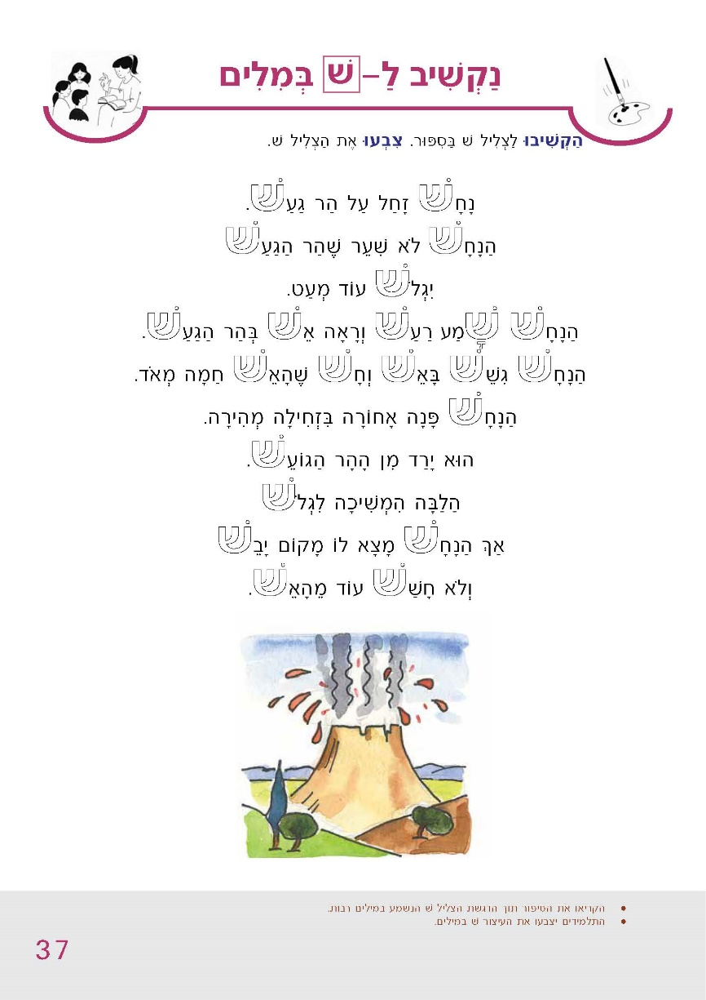 נַקְשִׁיב לַ–שׁ בְּמִלִּים
הַקְשִׁיבוּ לַצְלִיל שׁ בַּסִפּוּר. צִבְעוּ אֶת הַצְלִיל שׁ.
נָחָשׁ זָחַל עַל הַר גַעַשׁ.
הַנָחָשׁ לֹא שִׁעֵר שֶׁהַר הַגַעַשׁ
יִגְלֹשׁ עוֹד מְעַט.
הַנָחָשׁ שָׁמַע רַעַשׁ וְרָאָה אֵשׁ בְּהַר הַגַעַשׁ.
הַנָחָשׁ גִשֵׁשׁ בָּאֵשׁ וְחָשׁ שֶׁהָאֵשׁ חַמָה מְאֹד.
הַנָחָשׁ פָּנָה אָחוֹרָה בִּזְחִילָה מְהִירָה.
הוּא יָרַד מִן הָהָר הַגוֹעֵשׁ.
הַלַבָּה הִמְשִׁיכָה לִגְלֹשׁ
אַךְ הַנָחָשׁ מָצָא לוֹ מָקוֹם יָבֵשׁ
וְלֹא חָשַׁשׁ עוֹד מֵהָאֵשׁ.
הקריאו את הסיפור תוך הדגשת הצליל שׁ הנשמע במילים רבות.
התלמידים יצבעו את העיצור שׁ במילים.
37